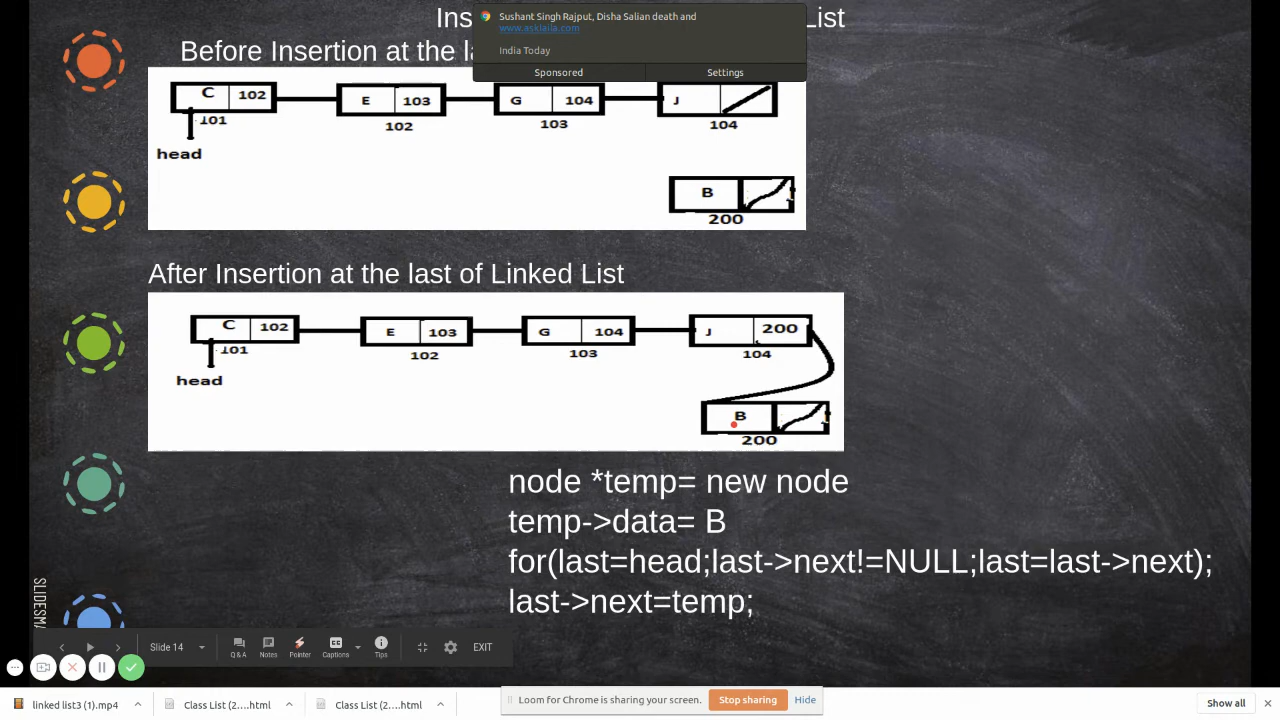 Ins
List
Sushant Singh Rajput, Disha Salian death and
www.asklaila.com
India Today
Sponsored
Settings
Before Insertion at the la
C 102
E 103
G 104
J
101
102
103
104
head
B
200
After Insertion at the last of Linked List
C 102
E 103
G 104
J 200
101
102
103
104
head
B
200
node *temp= new node
temp->data= B
for(last=head;last->next!=NULL;last=last->next);
last->next=temp;
SLIDESMA
Slide 14
Q & A
Notes
Pointer
Captions
Tips
EXIT
Loom for Chrome is sharing your screen.
Stop sharing
Hide
linked list3 (1).mp4
Class List (2....html
Class List (2....html
Show all